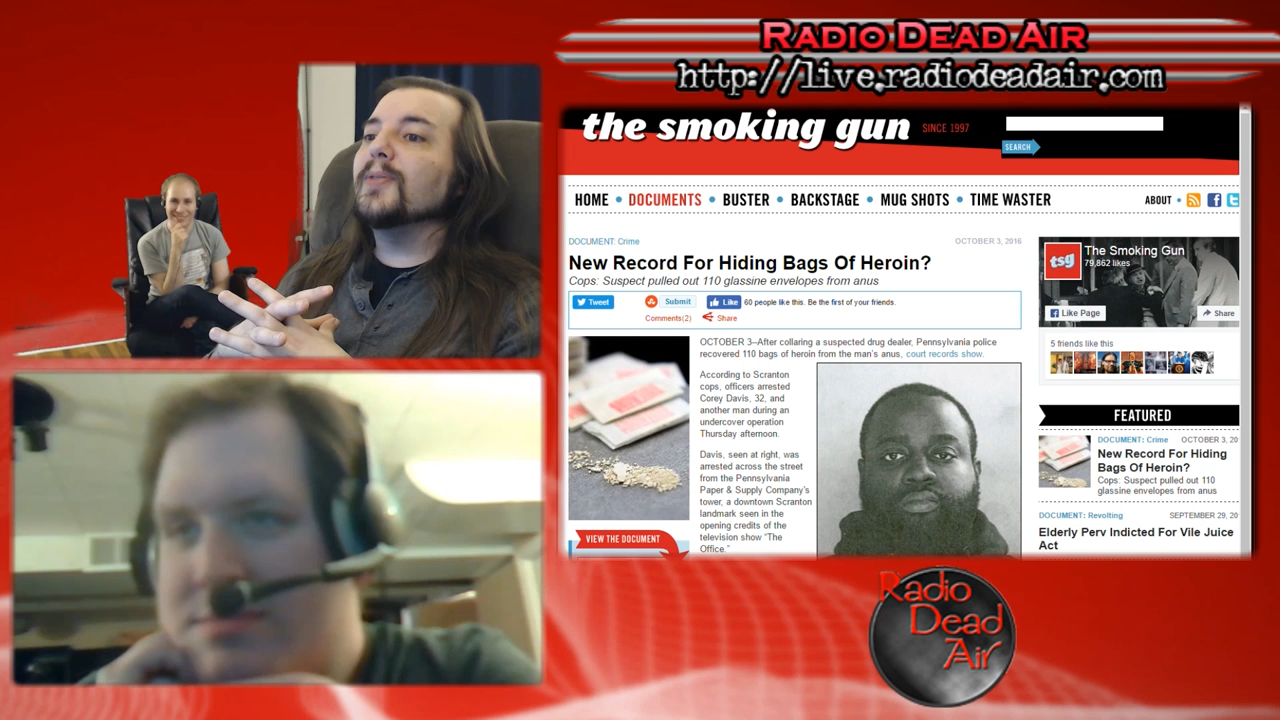 Radio Dead Air
http://live.radiodeadair.com
the smoking gun SINCE 1997
SEARCH
HOME • DOCUMENTS • BUSTER • BACKSTAGE • MUG SHOTS • TIME WASTER
ABOUT •
DOCUMENT: Crime
OCTOBER 3, 2016
New Record For Hiding Bags Of Heroin?
Cops: Suspect pulled out 110 glassine envelopes from anus
Tweet
Submit
Like
60 people like this. Be the first of your friends.
Comments(2)
Share
OCTOBER 3--After collaring a suspected drug dealer, Pennsylvania police
recovered 110 bags of heroin from the man's anus, court records show.
According to Scranton
cops, officers arrested
Corey Davis, 32, and
another man during an
undercover operation
Thursday afternoon.
Davis, seen at right, was
arrested across the street
from the Pennsylvania
Paper & Supply Company's
tower, a downtown Scranton
landmark seen in the
opening credits of the
television show "The
Office."
VIEW THE DOCUMENT
tsg
The Smoking Gun
79,862 likes
Like Page
Share
5 friends like this
FEATURED
DOCUMENT: Crime
OCTOBER 3, 20
New Record For Hiding
Bags Of Heroin?
Cops: Suspect pulled out 110
glassine envelopes from anus
DOCUMENT: Revolting
SEPTEMBER 29, 20
Elderly Perv Indicted For Vile Juice
Act
Radio
Dead
Air